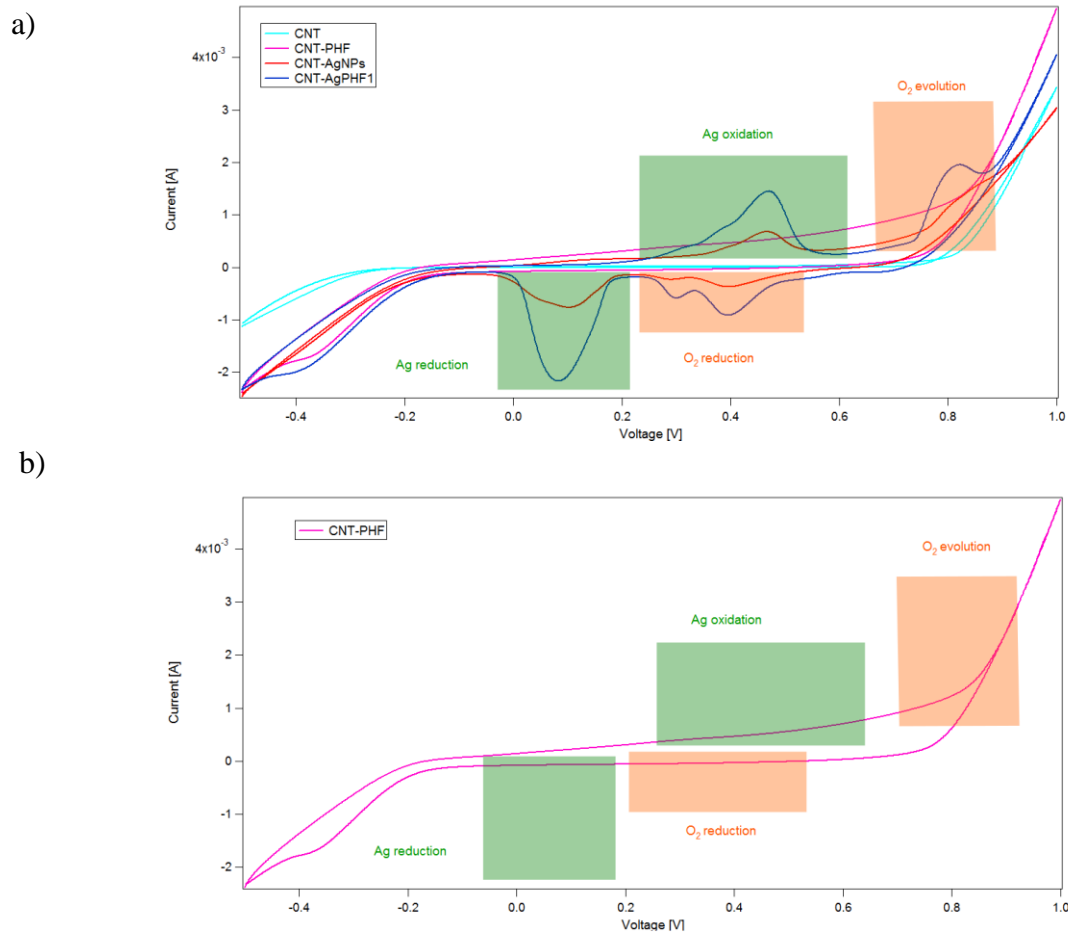 a)
CNT
CNT-PHF
CNT-AgNPs
CNT-AgPHF1
4x10⁻³
3
2
1
0
-1
-2
Current [A]
Ag oxidation
O₂ evolution
Ag reduction
O₂ reduction
-0.4
-0.2
0.0
0.2
0.4
0.6
0.8
1.0
Voltage [V]
b)
CNT-PHF
4x10⁻³
3
2
1
0
-1
-2
Current [A]
Ag oxidation
O₂ evolution
Ag reduction
O₂ reduction
-0.4
-0.2
0.0
0.2
0.4
0.6
0.8
1.0
Voltage [V]